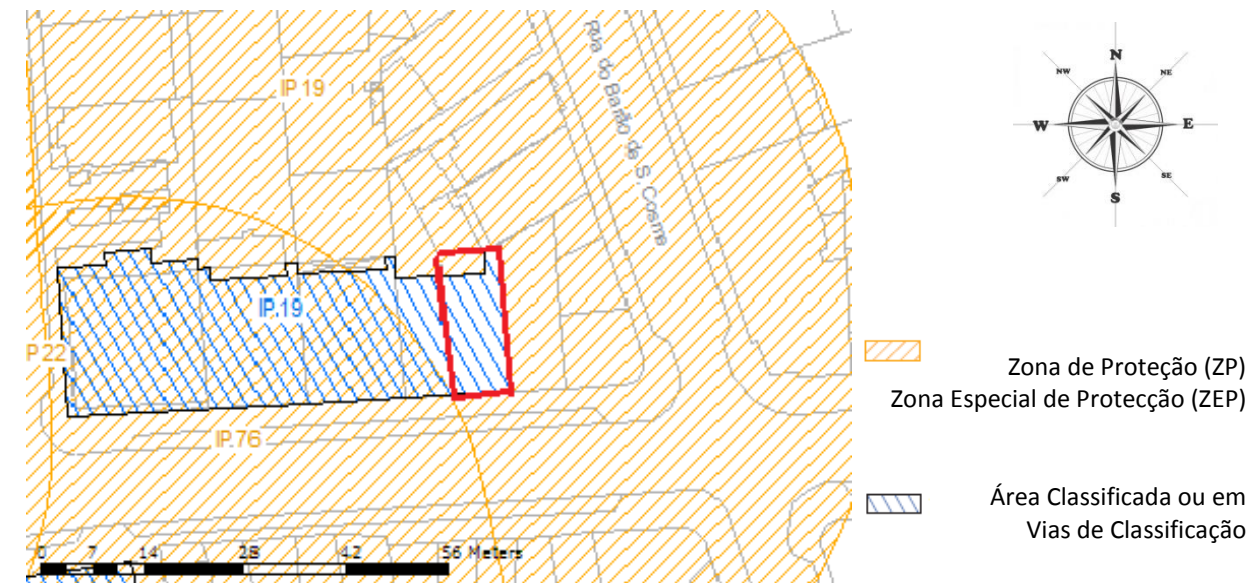 IP 19
Rua do Barão de S. Cosme
IP.19
P 22
IP.76
0 7 14 28 42 56 Meters
N
NW NE
W E
SW SE
S
Zona de Proteção (ZP)
Zona Especial de Protecção (ZEP)
Área Classificada ou em
Vias de Classificação